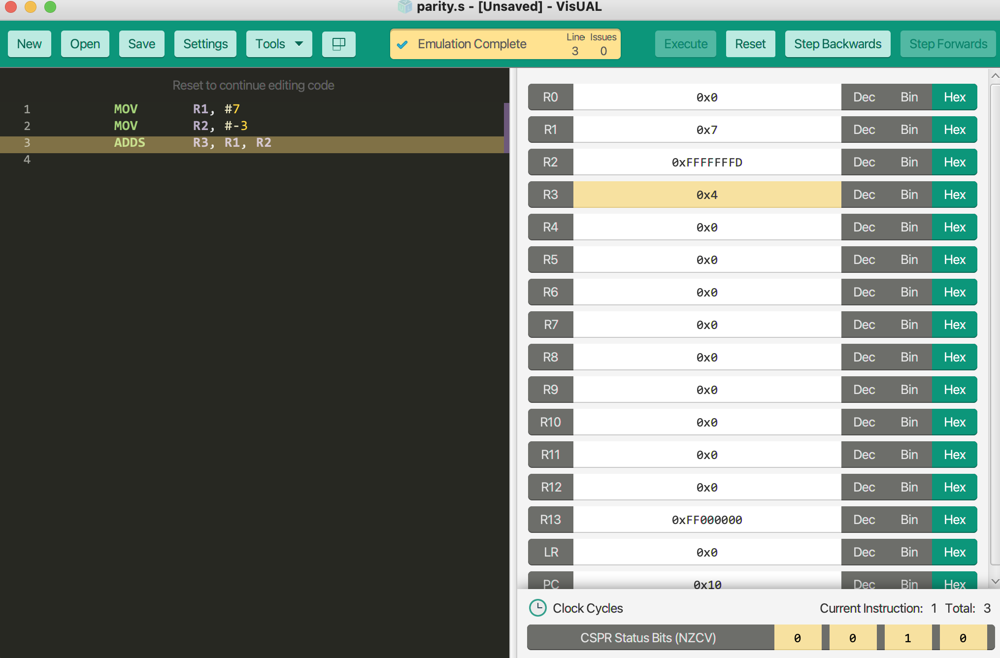 parity.s - [Unsaved] - VisUAL
New Open Save Settings Tools Emulation Complete Line 3 Issues 0 Execute Reset Step Backwards Step Forwards
Reset to continue editing code
1 MOV R1, #7
2 MOV R2, #-3
3 ADDS R3, R1, R2
4
R0 0x0 Dec Bin Hex
R1 0x7 Dec Bin Hex
R2 0xFFFFFFFD Dec Bin Hex
R3 0x4 Dec Bin Hex
R4 0x0 Dec Bin Hex
R5 0x0 Dec Bin Hex
R6 0x0 Dec Bin Hex
R7 0x0 Dec Bin Hex
R8 0x0 Dec Bin Hex
R9 0x0 Dec Bin Hex
R10 0x0 Dec Bin Hex
R11 0x0 Dec Bin Hex
R12 0x0 Dec Bin Hex
R13 0xFF000000 Dec Bin Hex
LR 0x0 Dec Bin Hex
PC 0x10 Dec Bin Hex
Clock Cycles Current Instruction: 1 Total: 3
CSPR Status Bits (NZCV) 0 0 1 0